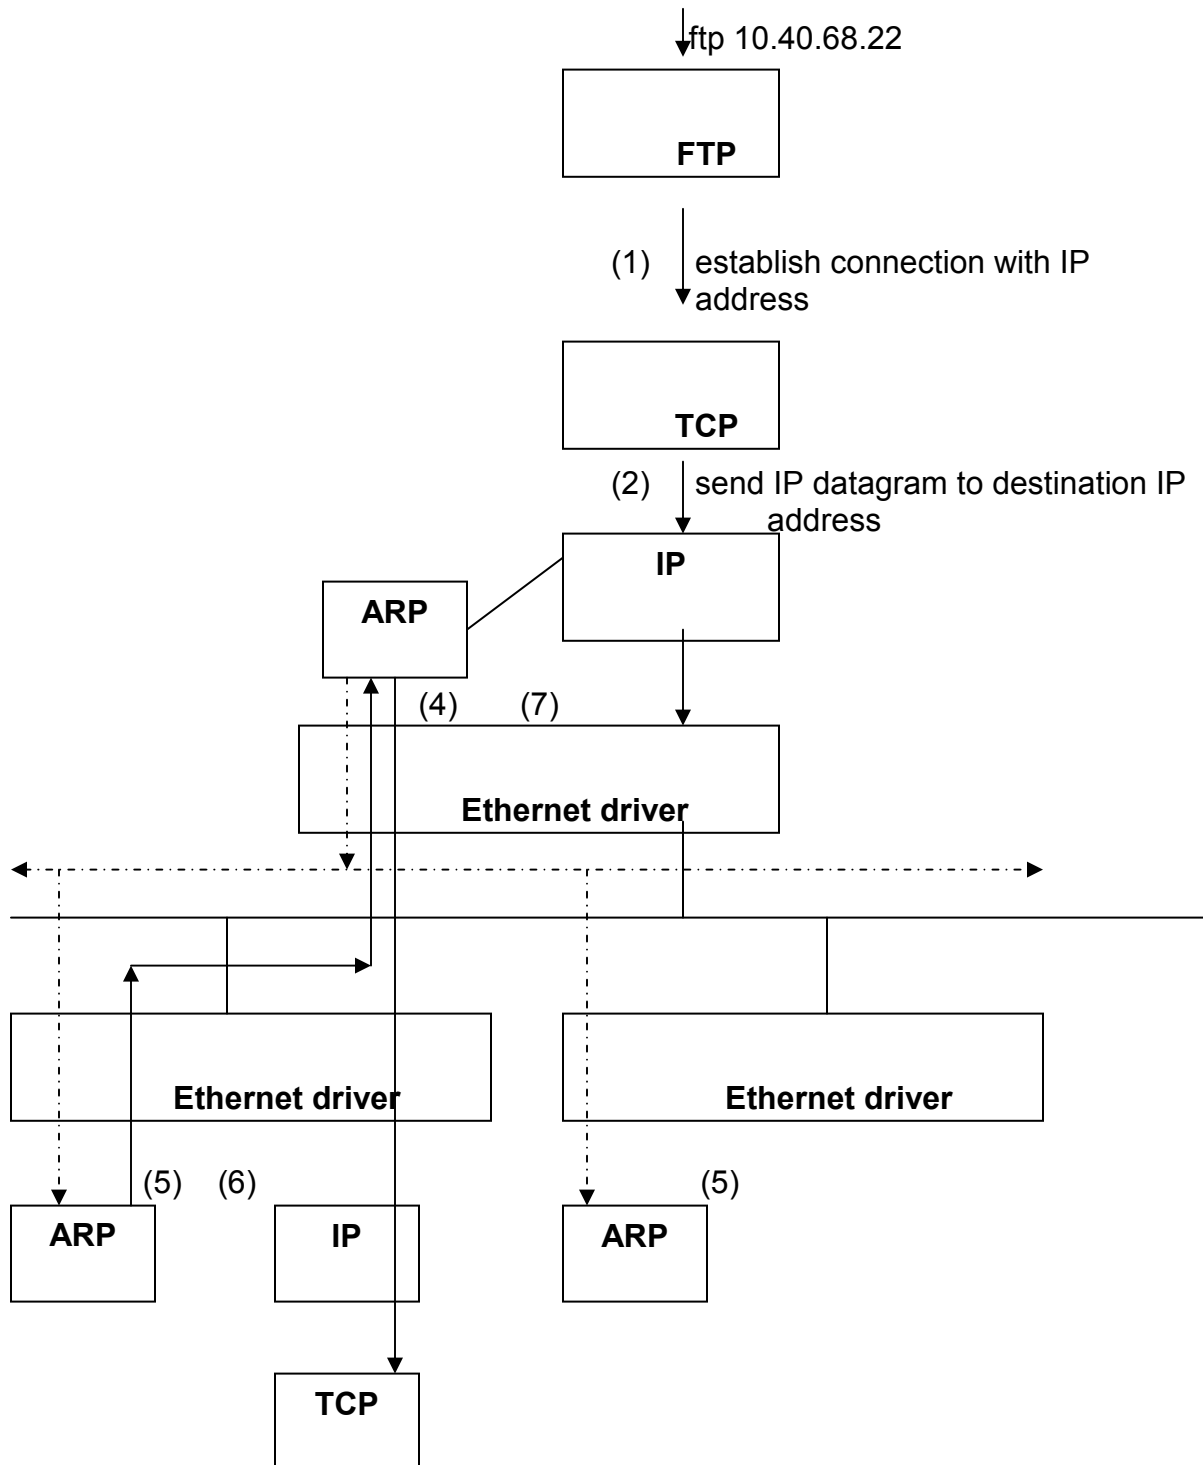 ftp 10.40.68.22
FTP
(1) establish connection with IP
address
TCP
(2) send IP datagram to destination IP
address
IP
ARP
(4) (7)
Ethernet driver
Ethernet driver Ethernet driver
(5) (6) (5)
ARP IP ARP
TCP